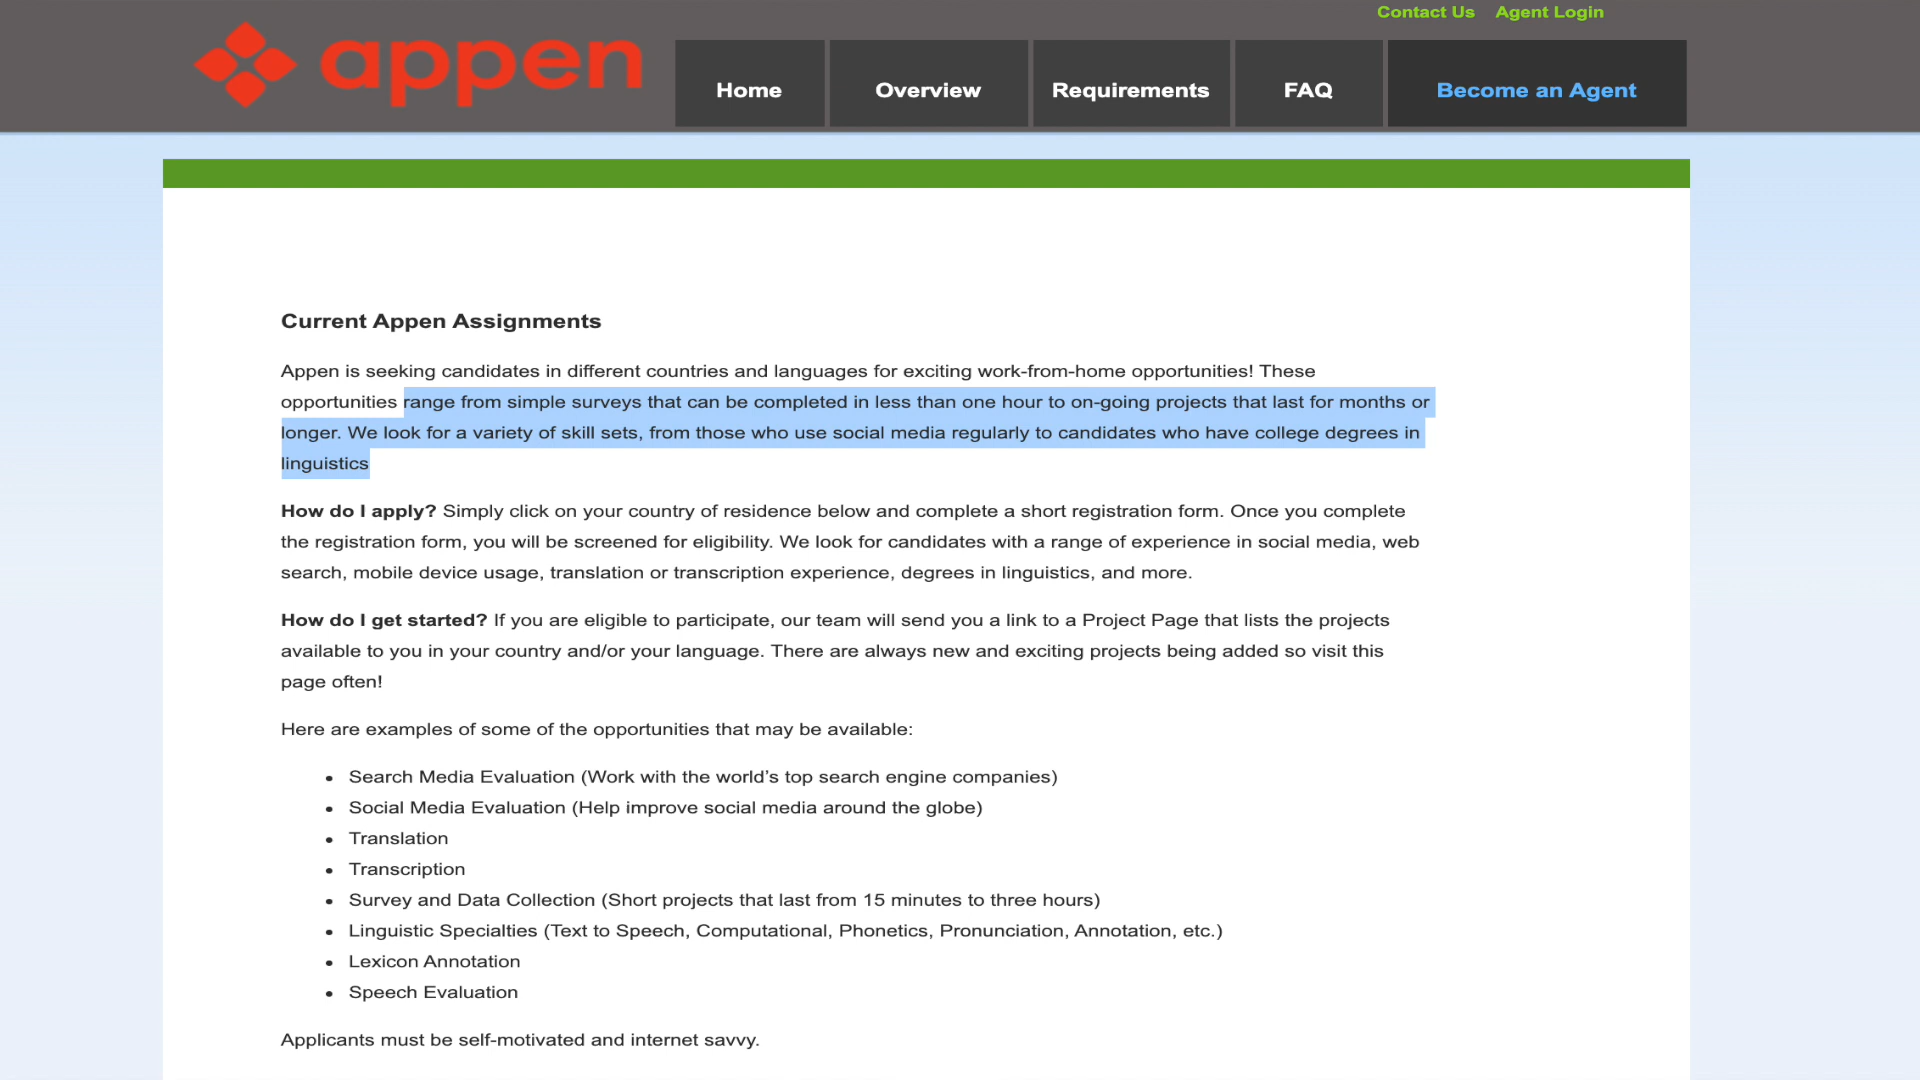 Contact Us Agent Login
appen
Home Overview Requirements FAQ Become an Agent
Current Appen Assignments
Appen is seeking candidates in different countries and languages for exciting work-from-home opportunities! These
opportunities range from simple surveys that can be completed in less than one hour to on-going projects that last for months or
longer. We look for a variety of skill sets, from those who use social media regularly to candidates who have college degrees in
linguistics
How do I apply? Simply click on your country of residence below and complete a short registration form. Once you complete
the registration form, you will be screened for eligibility. We look for candidates with a range of experience in social media, web
search, mobile device usage, translation or transcription experience, degrees in linguistics, and more.
How do I get started? If you are eligible to participate, our team will send you a link to a Project Page that lists the projects
available to you in your country and/or your language. There are always new and exciting projects being added so visit this
page often!
Here are examples of some of the opportunities that may be available:
• Search Media Evaluation (Work with the world’s top search engine companies)
• Social Media Evaluation (Help improve social media around the globe)
• Translation
• Transcription
• Survey and Data Collection (Short projects that last from 15 minutes to three hours)
• Linguistic Specialties (Text to Speech, Computational, Phonetics, Pronunciation, Annotation, etc.)
• Lexicon Annotation
• Speech Evaluation
Applicants must be self-motivated and internet savvy.